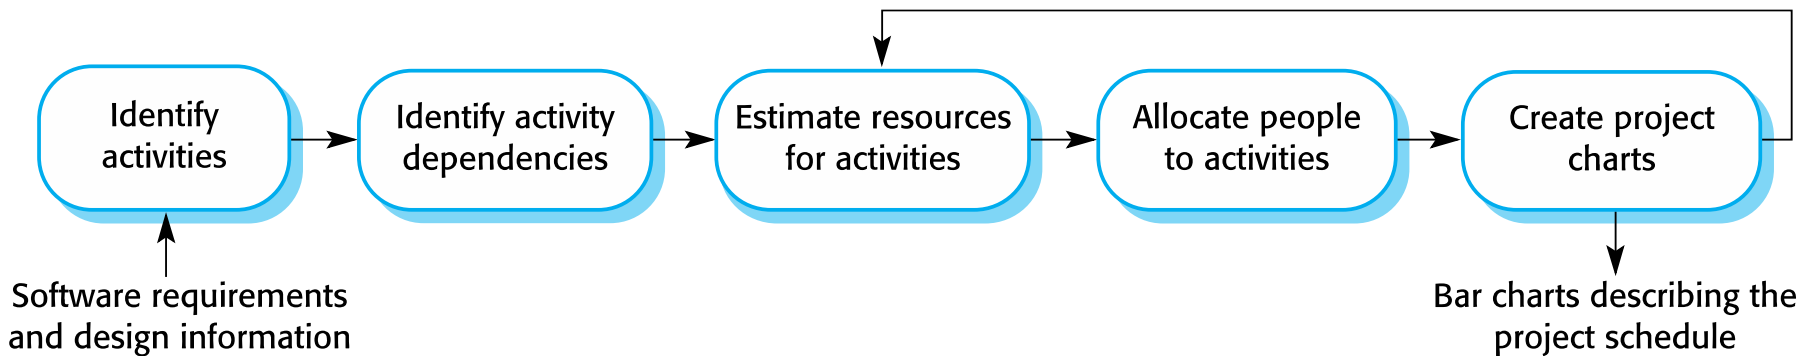 Identify
activities
Identify activity
dependencies
Estimate resources
for activities
Allocate people
to activities
Create project
charts
Software requirements
and design information
Bar charts describing the
project schedule